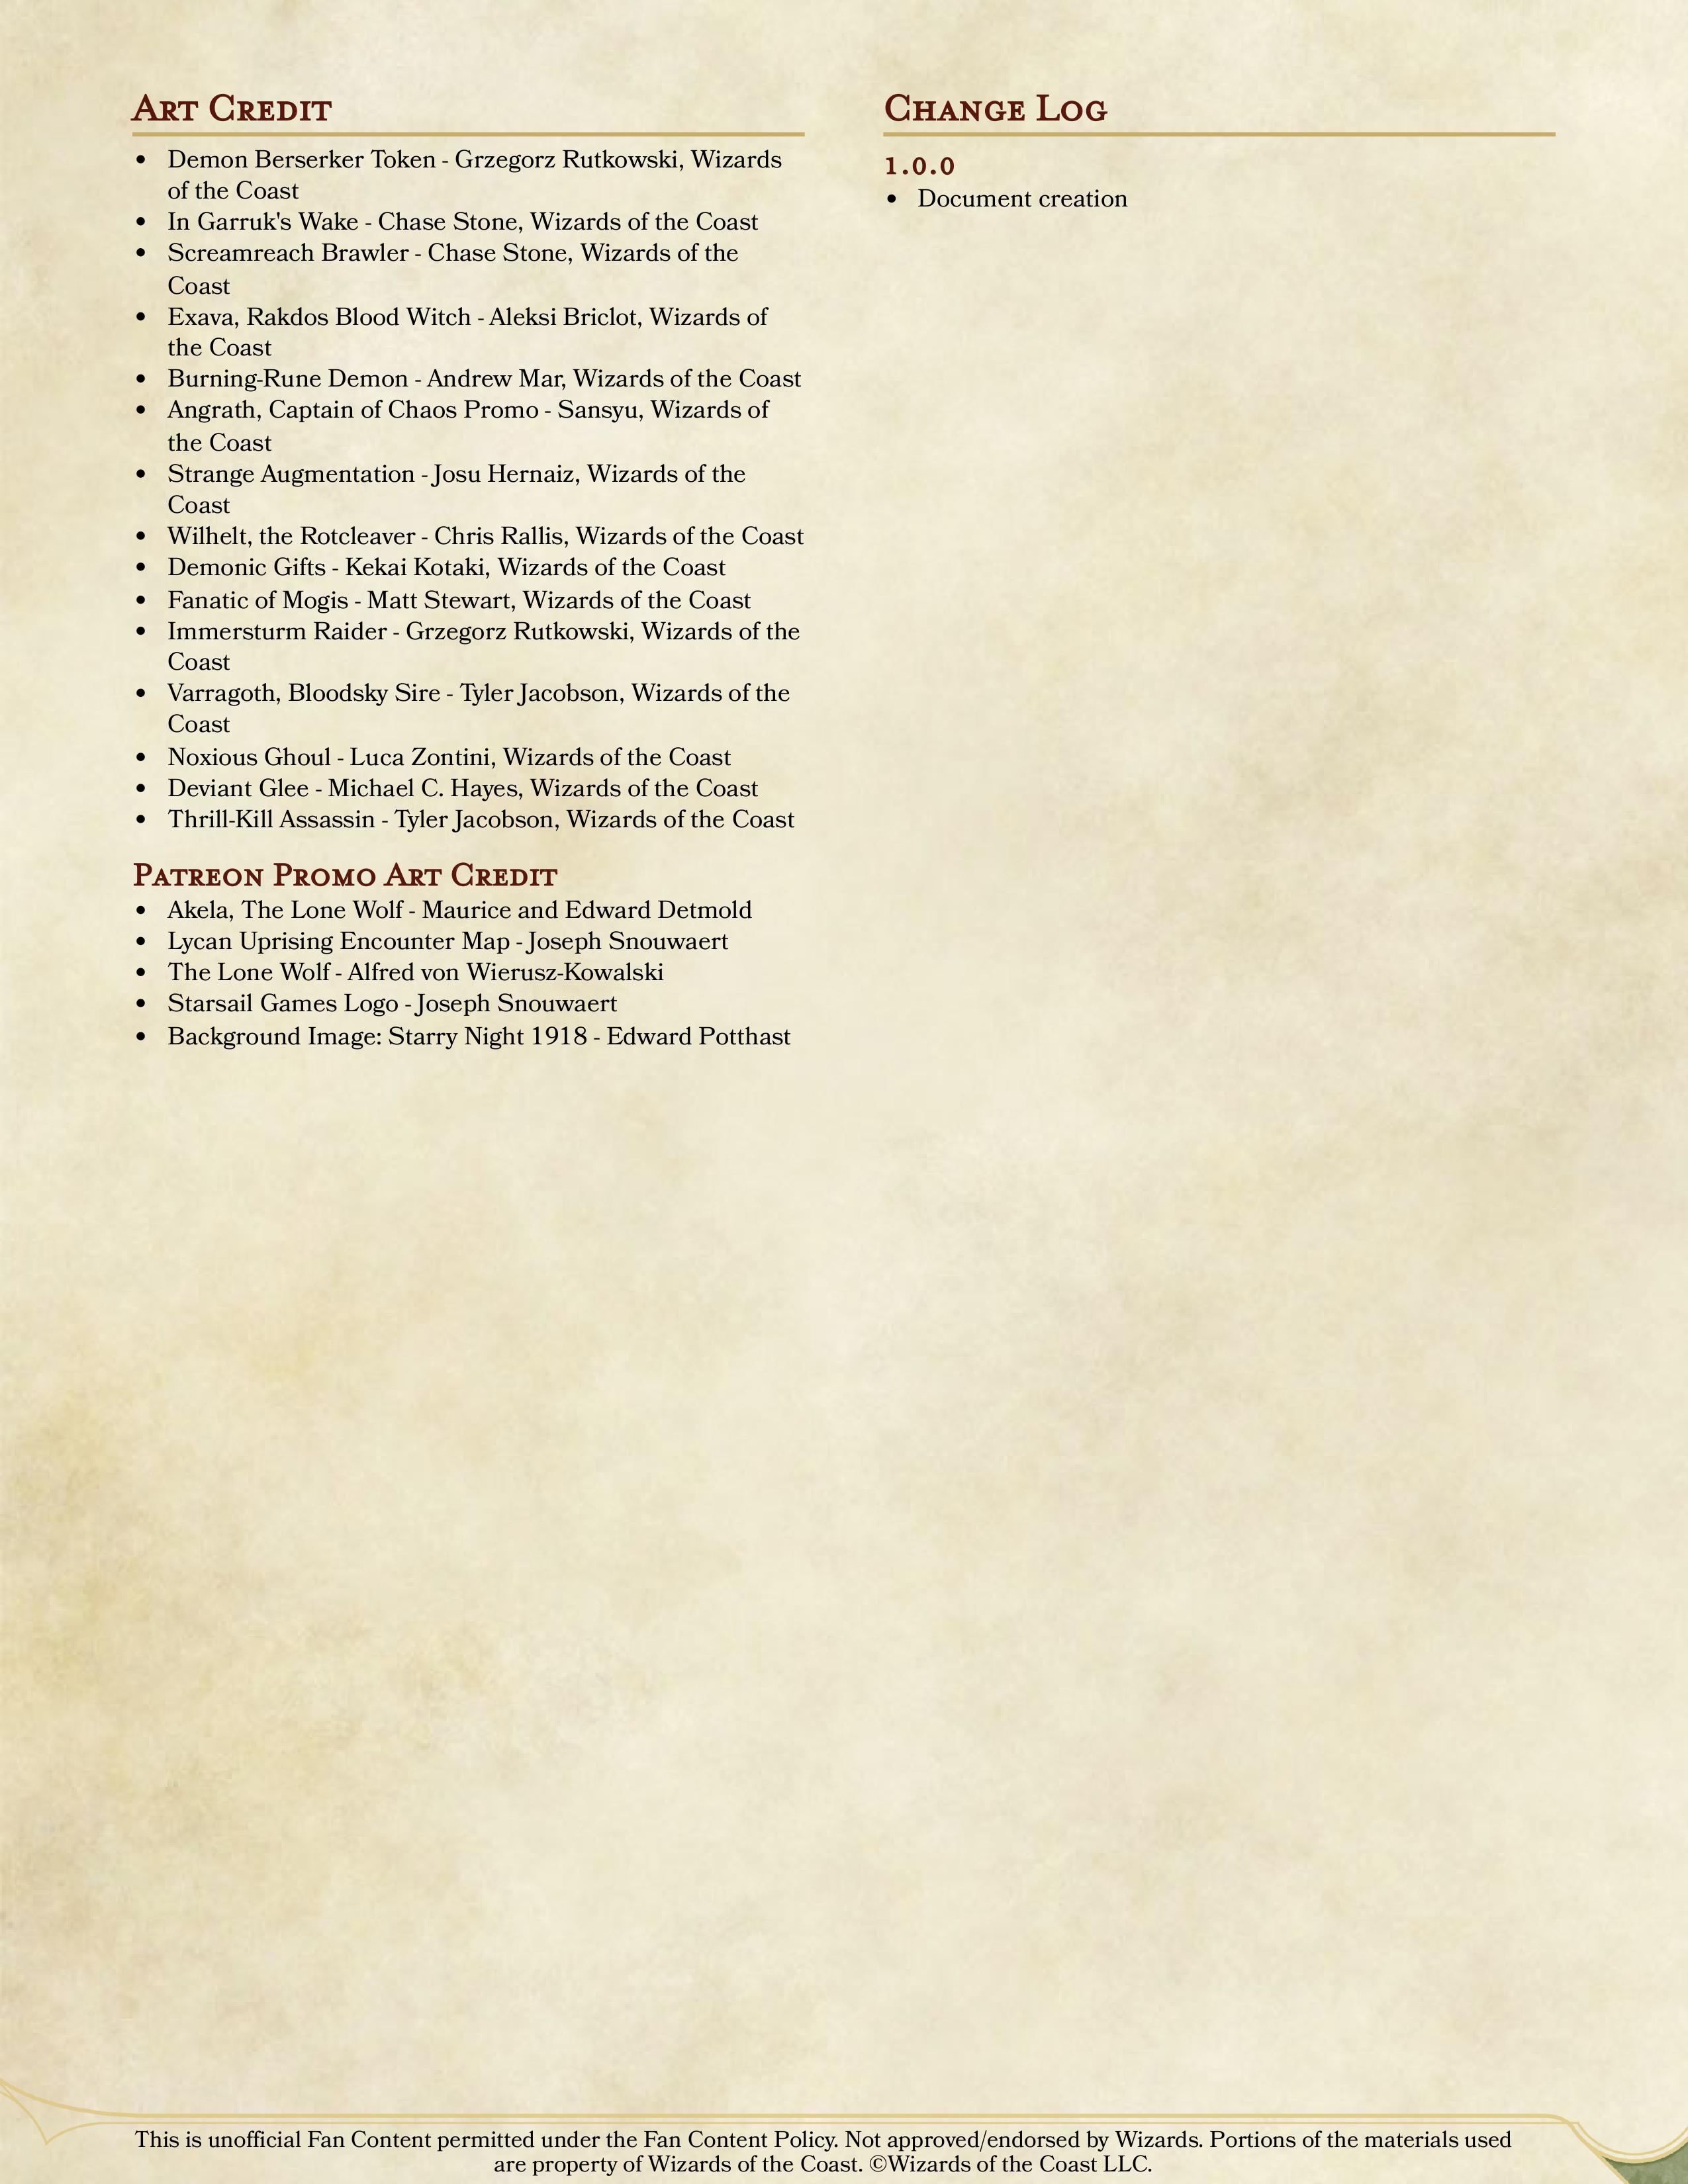 Art Credit
• Demon Berserker Token - Grzegorz Rutkowski, Wizards
of the Coast
• In Garruk's Wake - Chase Stone, Wizards of the Coast
• Screamreach Brawler - Chase Stone, Wizards of the
Coast
• Exava, Rakdos Blood Witch - Aleksi Briclot, Wizards of
the Coast
• Burning-Rune Demon - Andrew Mar, Wizards of the Coast
• Angrath, Captain of Chaos Promo - Sansyu, Wizards of
the Coast
• Strange Augmentation - Josu Hernaiz, Wizards of the
Coast
• Wilhelt, the Rotcleaver - Chris Rallis, Wizards of the Coast
• Demonic Gifts - Kekai Kotaki, Wizards of the Coast
• Fanatic of Mogis - Matt Stewart, Wizards of the Coast
• Immersturm Raider - Grzegorz Rutkowski, Wizards of the
Coast
• Varragoth, Bloodsky Sire - Tyler Jacobson, Wizards of the
Coast
• Noxious Ghoul - Luca Zontini, Wizards of the Coast
• Deviant Glee - Michael C. Hayes, Wizards of the Coast
• Thrill-Kill Assassin - Tyler Jacobson, Wizards of the Coast
Patreon Promo Art Credit
• Akela, The Lone Wolf - Maurice and Edward Detmold
• Lycan Uprising Encounter Map - Joseph Snouwaert
• The Lone Wolf - Alfred von Wierusz-Kowalski
• Starsail Games Logo - Joseph Snouwaert
• Background Image: Starry Night 1918 - Edward Potthast
Change Log
1.0.0
• Document creation
This is unofficial Fan Content permitted under the Fan Content Policy. Not approved/endorsed by Wizards. Portions of the materials used
are property of Wizards of the Coast. ©Wizards of the Coast LLC.